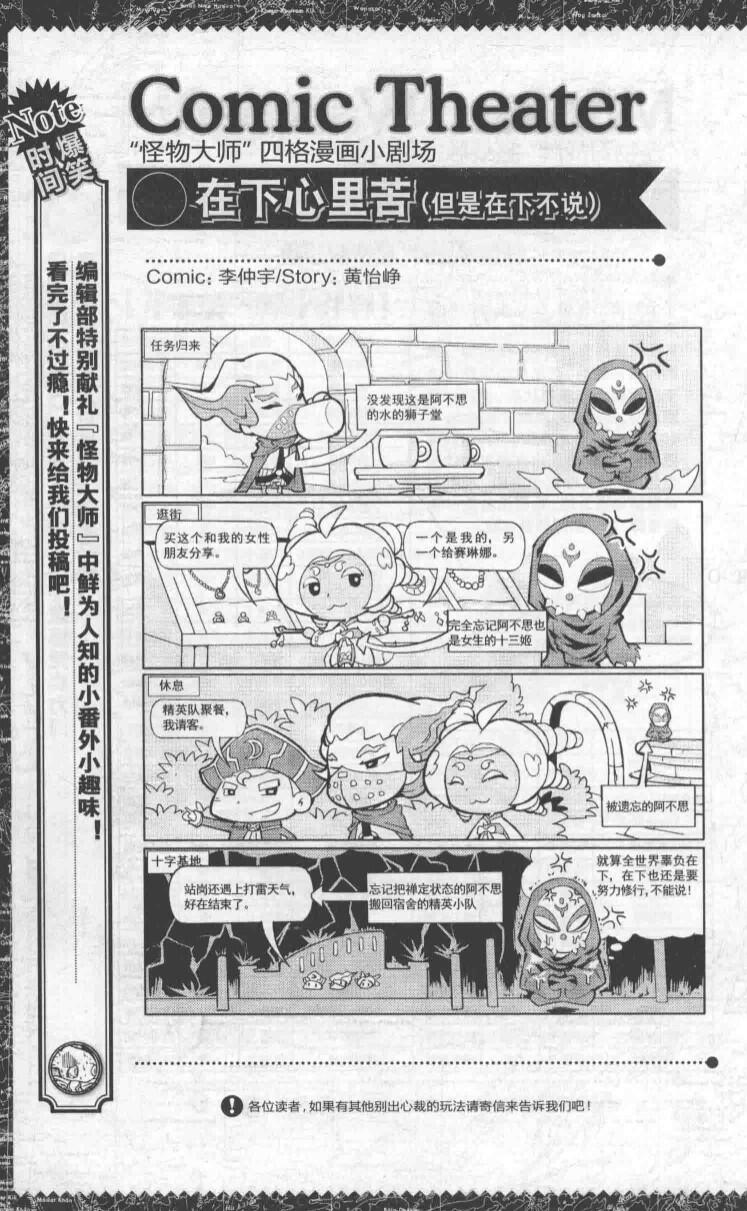 Comic Theater
“怪物大师”四格漫画小剧场
在下心里苦(但是在下不说!)
Note
爆笑
时间
编辑部特别献礼『怪物大师』中鲜为人知的小番外小趣味！
看完了不过瘾！快来给我们投稿吧！
Comic: 李仲宇/Story: 黄怡峥
任务归来
没发现这是阿不思
的水的狮子堂
逛街
买这个和我的女性
朋友分享。
一个是我的，另
一个给赛琳娜。
完全忘记阿不思也
是女生的十三姬
休息
精英队聚餐，
我请客。
被遗忘的阿不思
十字基地
站岗还遇上打雷天气，
好在结束了。
忘记把禅定状态的阿不思
搬回宿舍的精英小队
就算全世界辜负在
下，在下也还是要
努力修行，不能说！
各位读者，如果有其他别出心裁的玩法请寄信来告诉我们吧！